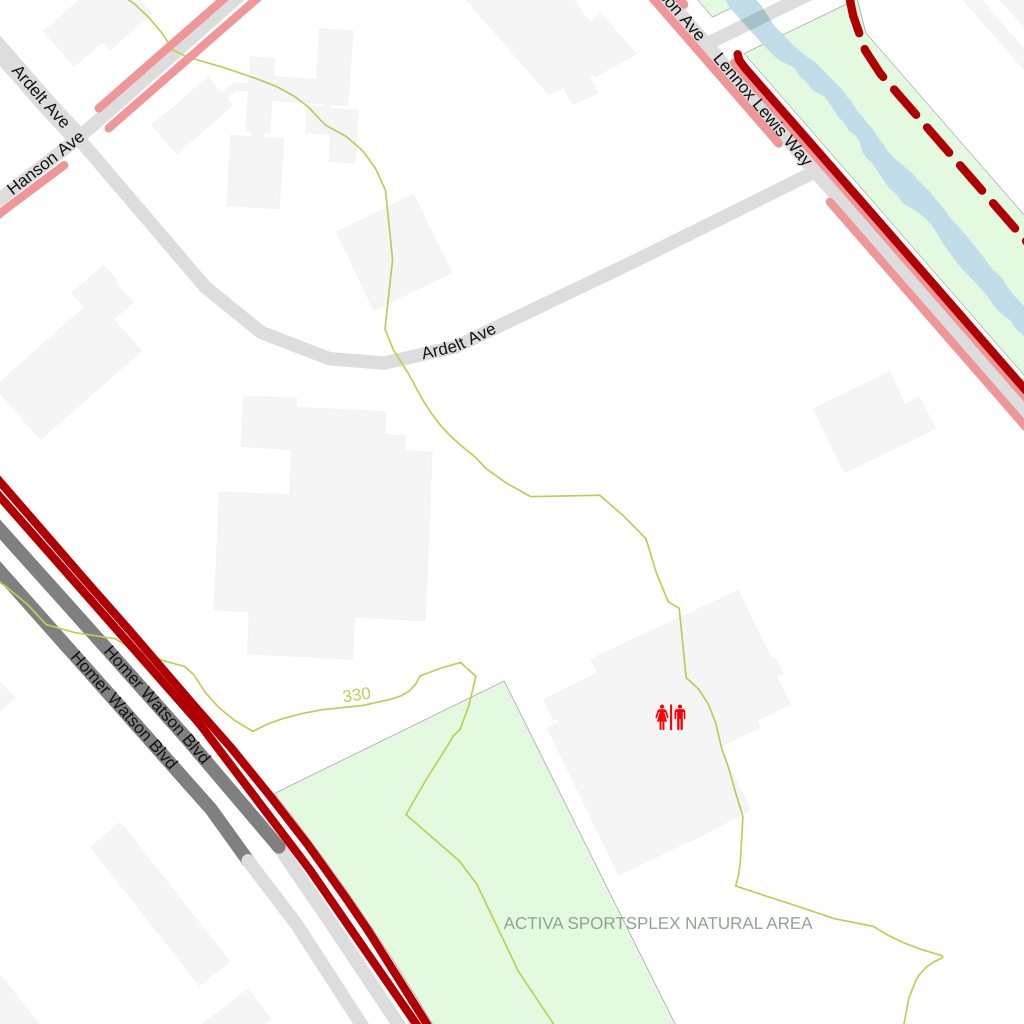 ton Ave
Lennox Lewis Way
Ardelt Ave
Hanson Ave
Ardelt Ave
Homer Watson Blvd
Homer Watson Blvd
330
ACTIVA SPORTSPLEX NATURAL AREA